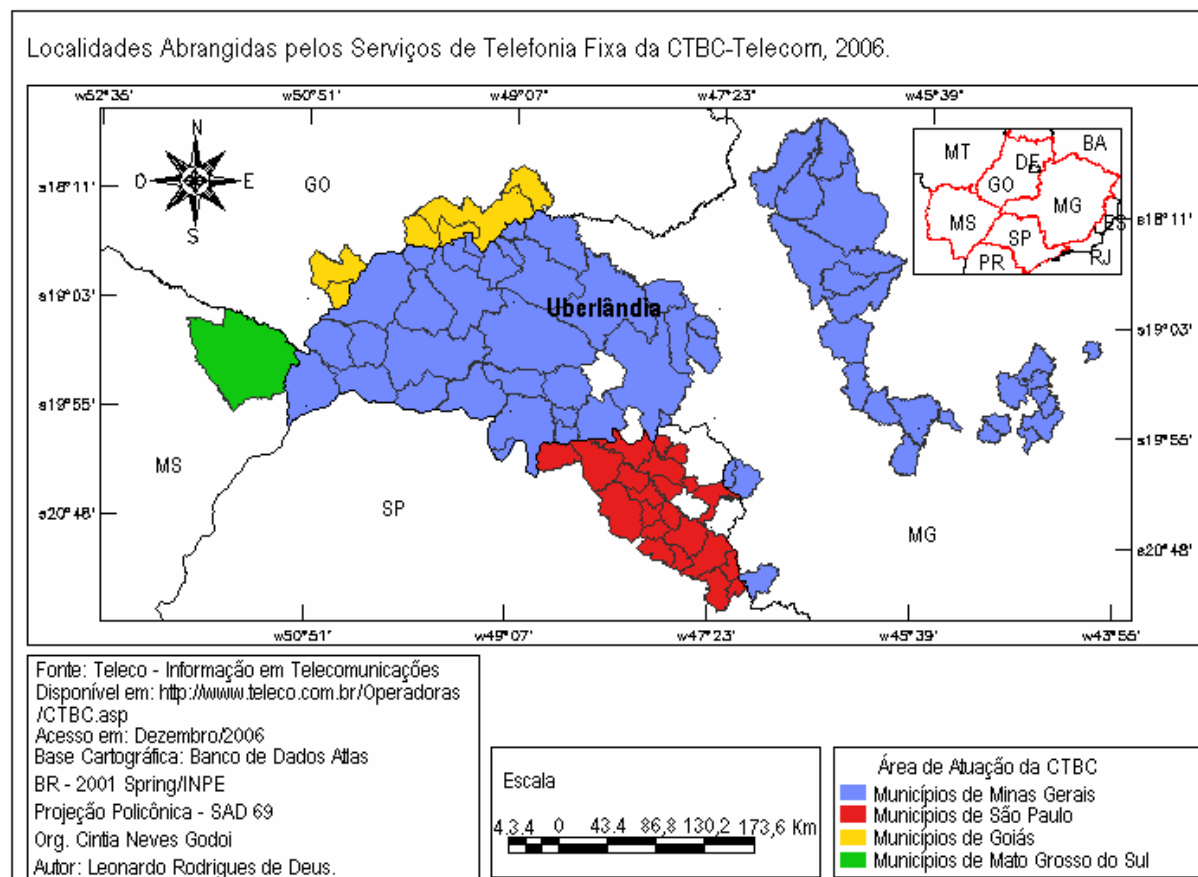 Localidades Abrangidas pelos Serviços de Telefonia Fixa da CTBC-Telecom, 2006.
w52°35' w50°51' w49°07' w47°23' w45°39'
N
O E
S
GO
MT BA
DF
GO
MG
MS
ES
SP
PR RJ
s18°11' s18°11'
s19°03' s19°03'
Uberlândia
s19°55' s19°55'
MS
SP
MG
s20°48' s20°48'
w50°51' w49°07' w47°23' w45°39' w43°55'
Fonte: Teleco - Informação em Telecomunicações
Disponível em: http://www.teleco.com.br/Operadoras
/CTBC.asp
Acesso em: Dezembro/2006
Base Cartográfica: Banco de Dados Atlas
BR - 2001 Spring/INPE
Projeção Policônica - SAD 69
Org. Cintia Neves Godoi
Autor: Leonardo Rodrigues de Deus.
Escala
4.3.4 0 43.4 86,8 130,2 173,6 Km
Área de Atuação da CTBC
Municípios de Minas Gerais
Municípios de São Paulo
Municípios de Goiás
Municípios de Mato Grosso do Sul